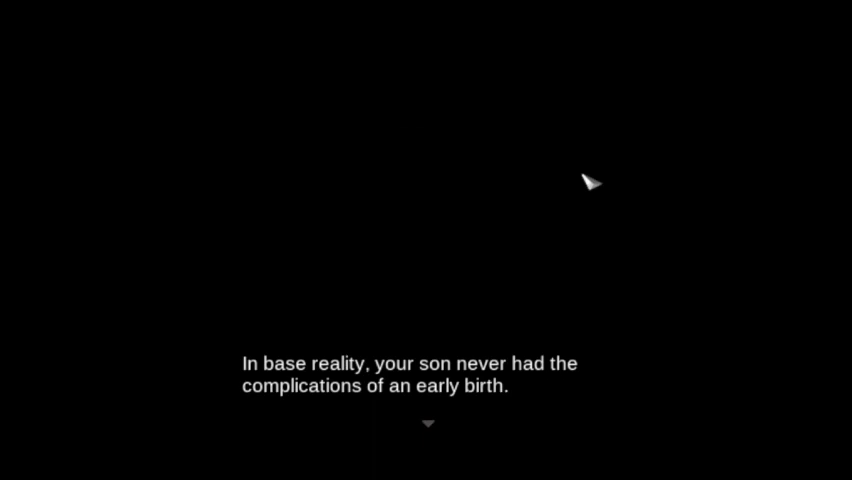 In base reality, your son never had the
complications of an early birth.